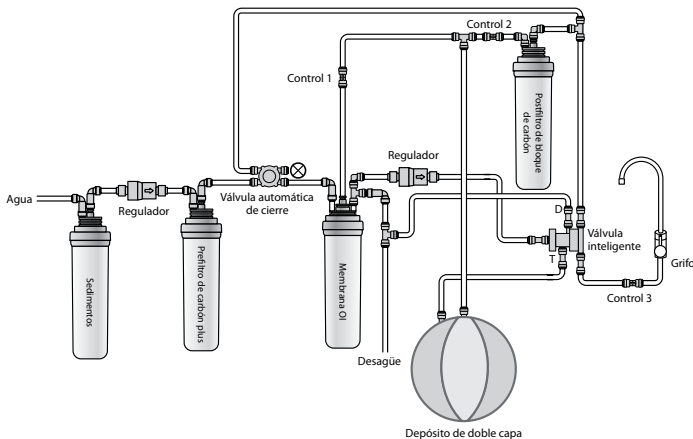 Control 2
Control 1
Postfiltro de bloque
de carbón
Regulador
Agua
Regulador
Válvula automática
de cierre
D
Válvula
inteligente
T
Grifo
Sedimentos
Prefiltro de carbón plus
Membrana OI
Control 3
Desagüe
Depósito de doble capa